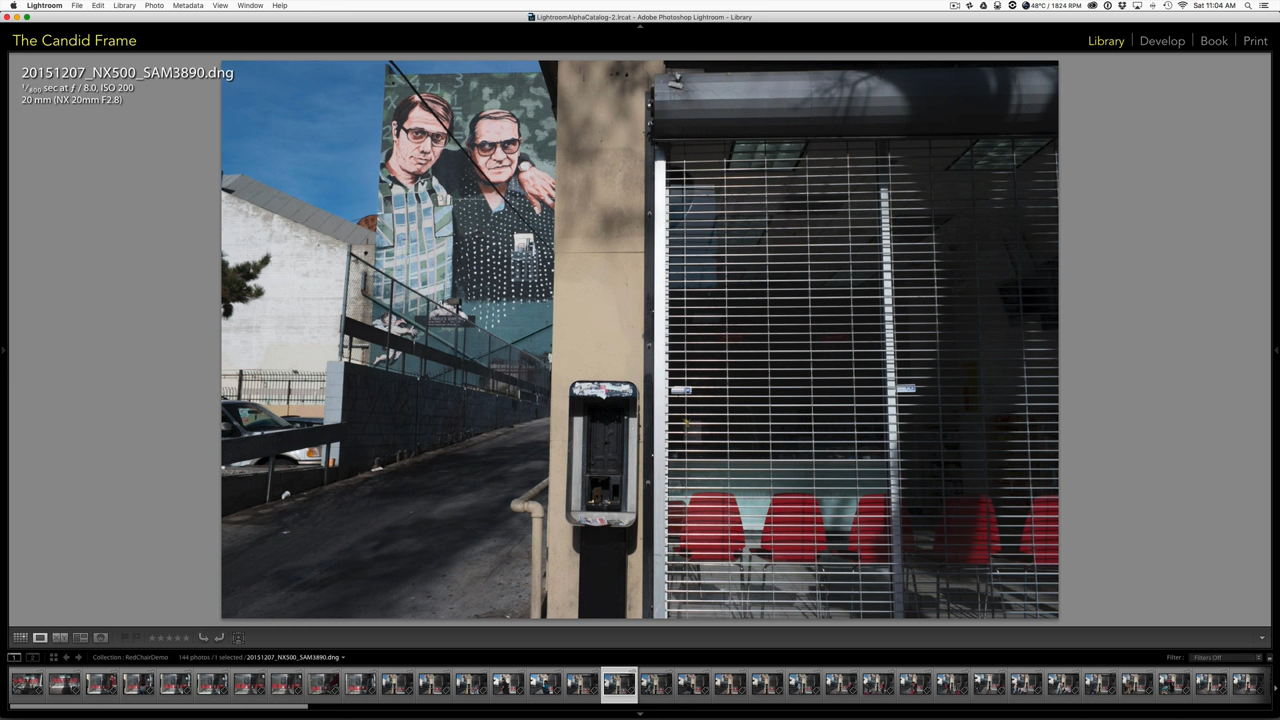 Lightroom File Edit Library Photo Metadata View Window Help
48°C / 1824 RPM Sat 11:04 AM
LightroomAlphaCatalog-2.lrcat - Adobe Photoshop Lightroom - Library
The Candid Frame
Library Develop Book Print
20151207_NX500_SAM3890.dng
1/800 sec at ƒ / 8.0, ISO 200
20 mm (NX 20mm F2.8)
1 2 Collection : RedChairDemo 144 photos / 1 selected / 20151207_NX500_SAM3890.dng
Filter : Filters Off